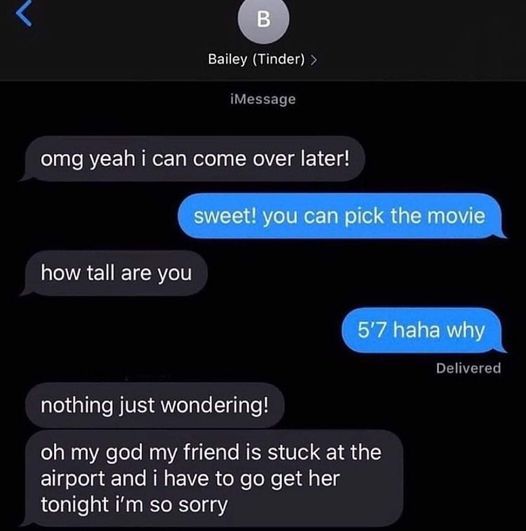 B
Bailey (Tinder) >
iMessage
omg yeah i can come over later!
sweet! you can pick the movie
how tall are you
5'7 haha why
Delivered
nothing just wondering!
oh my god my friend is stuck at the
airport and i have to go get her
tonight i'm so sorry